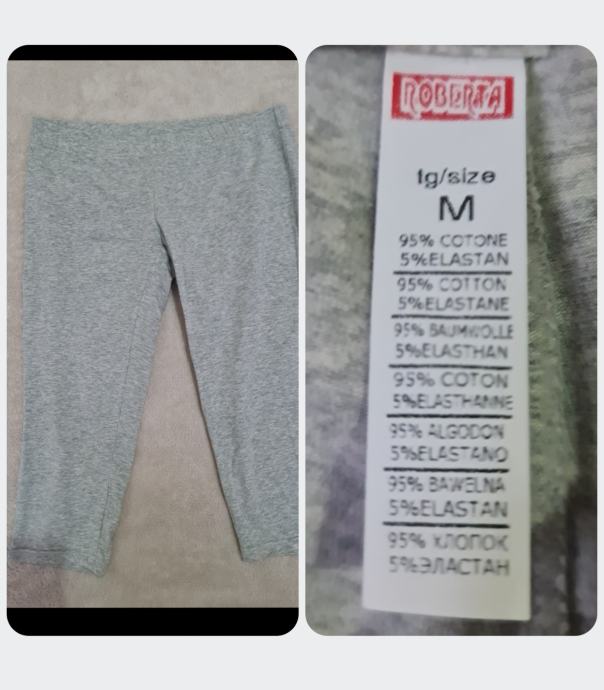 ROBERTA
tg/size
M
95% COTONE
5%ELASTAN
95% COTTON
5%ELASTANE
95% BAUMWOLLE
5%ELASTHAN
95% COTON
5%ELASTHANNE
95% ALGODON
5%ELASTANO
95% BAWEŁNA
5%ELASTAN
95% ХЛОПОК
5%ЭЛАСТАН